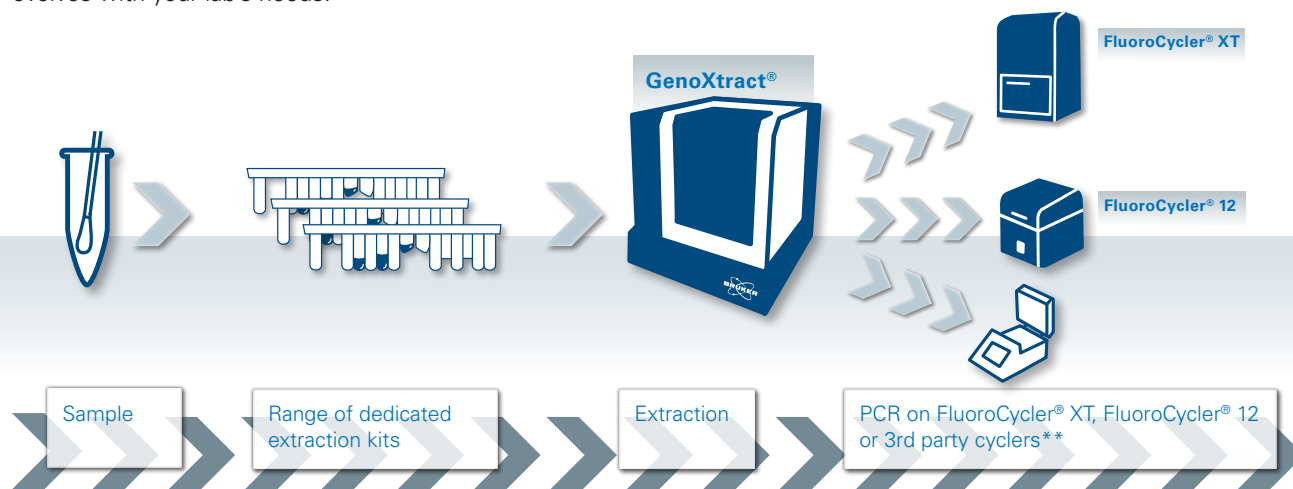 FluoroCycler® XT
GenoXtract®
FluoroCycler® 12
BRUKER
Sample
Range of dedicated
extraction kits
Extraction
PCR on FluoroCycler® XT, FluoroCycler® 12
or 3rd party cyclers**